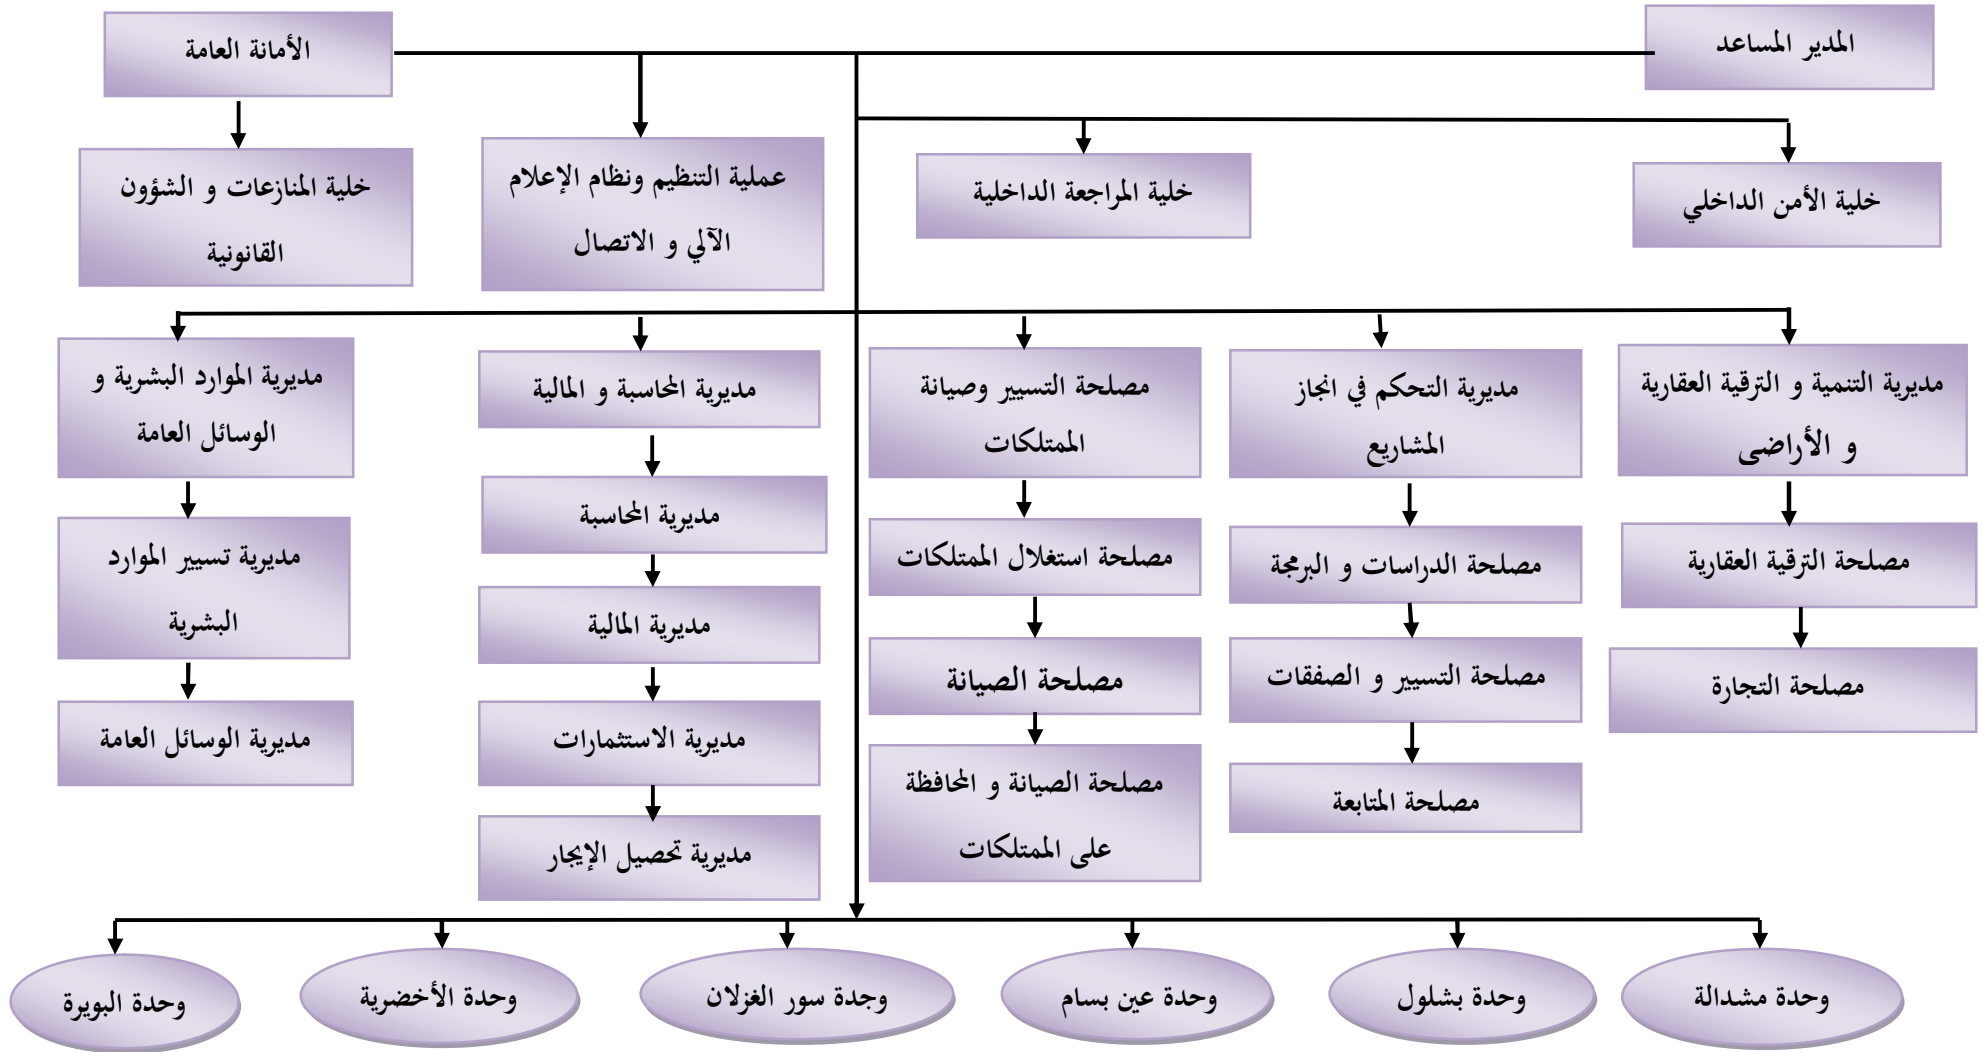 المدير المساعد
الأمانة العامة
خلية الأمن الداخلي
خلية المراجعة الداخلية
عملية التنظيم ونظام الإعلام
الآلي و الاتصال
خلية المنازعات و الشؤون
القانونية
مديرية التنمية و الترقية العقارية
و الأراضى
مديرية التحكم في انجاز
المشاريع
مصلحة التسيير وصيانة
الممتلكات
مديرية المحاسبة و المالية
مديرية الموارد البشرية و
الوسائل العامة
مصلحة الترقية العقارية
مصلحة الدراسات و البرمجة
مصلحة استغلال الممتلكات
مديرية المحاسبة
مديرية تسيير الموارد
البشرية
مصلحة التجارة
مصلحة التسيير و الصفقات
مصلحة الصيانة
مديرية المالية
مديرية الوسائل العامة
مصلحة المتابعة
مصلحة الصيانة و المحافظة
على الممتلكات
مديرية الاستثمارات
مديرية تحصيل الإيجار
وحدة مشدالة
وحدة بشلول
وحدة عين بسام
وجدة سور الغزلان
وحدة الأخضرية
وحدة البويرة